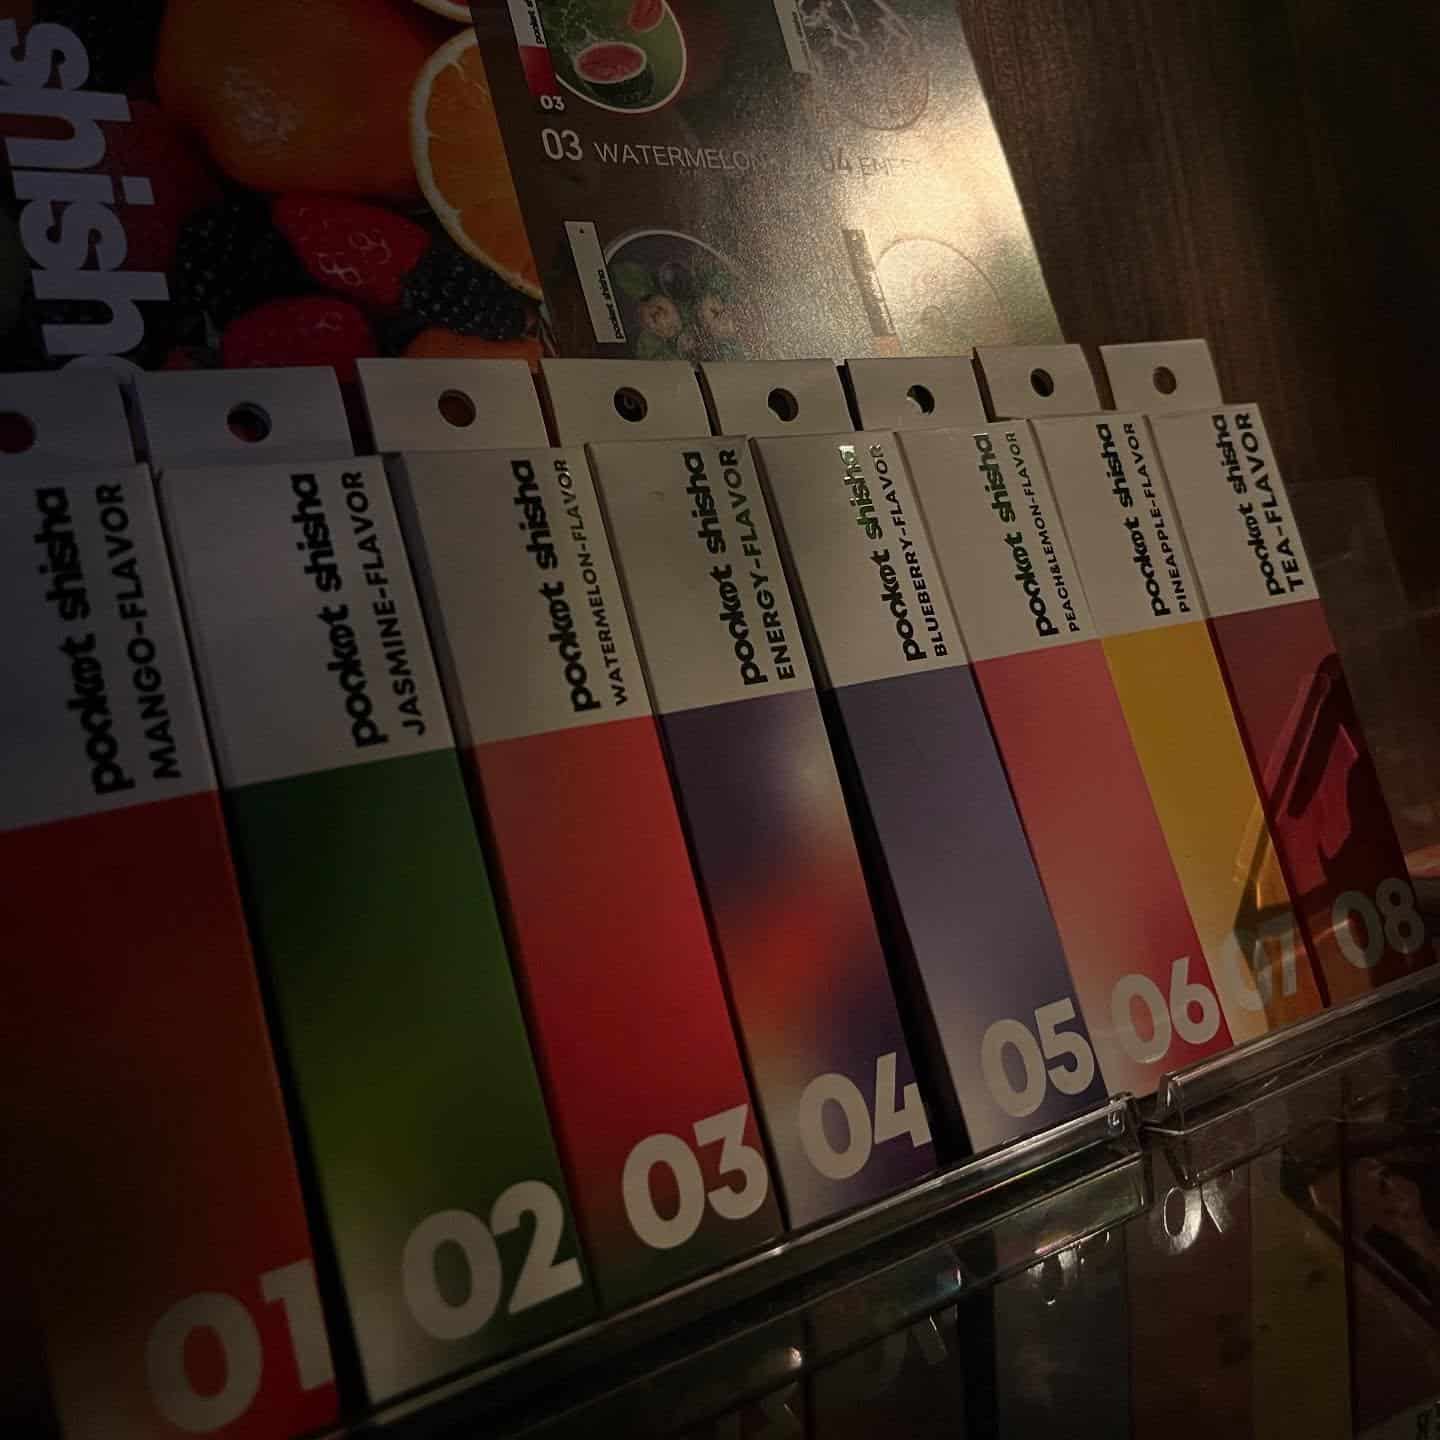 shisha
pocket shisha
03
03 WATERMELON
04 ENER
pocket shisha
pocket shisha
MANGO-FLAVOR
01
pocket shisha
JASMINE-FLAVOR
02
pocket shisha
WATERMELON-FLAVOR
03
pocket shisha
ENERGY-FLAVOR
04
pocket shisha
BLUEBERRY-FLAVOR
05
pocket shisha
PEACH&LEMON-FLAVOR
06
pocket shisha
PINEAPPLE-FLAVOR
07
pocket shisha
TEA-FLAVOR
08